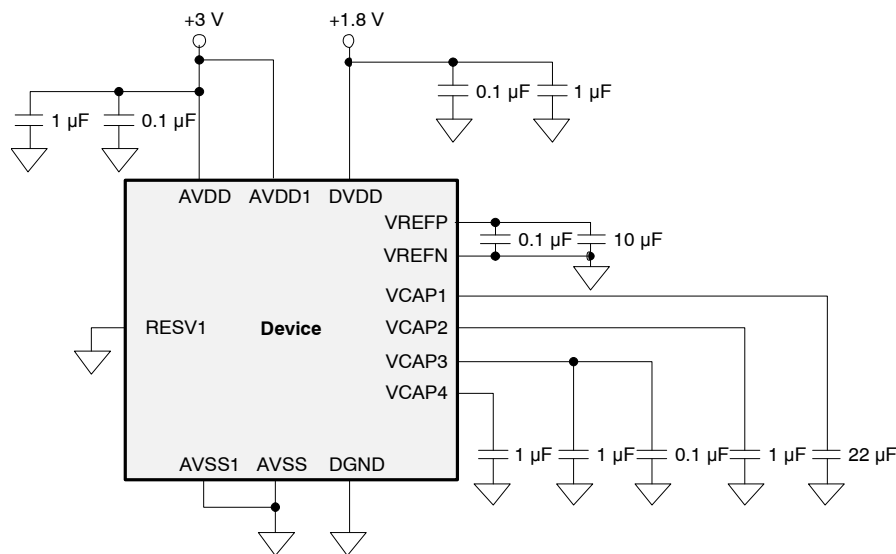 +3 V
+1.8 V
1 µF
0.1 µF
0.1 µF
1 µF
AVDD
AVDD1
DVDD
VREFP
0.1 µF
10 µF
VREFN
VCAP1
RESV1
Device
VCAP2
VCAP3
VCAP4
1 µF
1 µF
0.1 µF
1 µF
22 µF
AVSS1
AVSS
DGND